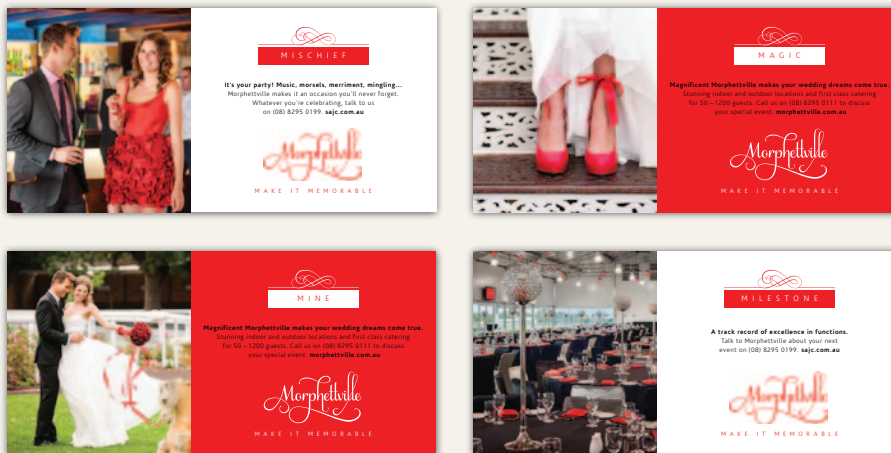 MISCHIEF
It's your party! Music, morsels, merriment, mingling...
Morphettville makes it an occasion you'll never forget.
Whatever you're celebrating, talk to us
on (08) 8295 0199. sajc.com.au
Morphettville
MAKE IT MEMORABLE
MAGIC
Magnificent Morphettville makes your wedding dreams come true.
Stunning indoor and outdoor locations and first class catering
for 50 – 1200 guests. Call us on (08) 8295 0111 to discuss
your special event. morphettville.com.au
Morphettville
MAKE IT MEMORABLE
MINE
Magnificent Morphettville makes your wedding dreams come true.
Stunning indoor and outdoor locations and first class catering
for 50 – 1200 guests. Call us on (08) 8295 0111 to discuss
your special event. morphettville.com.au
Morphettville
MAKE IT MEMORABLE
MILESTONE
A track record of excellence in functions.
Talk to Morphettville about your next
event on (08) 8295 0199. sajc.com.au
Morphettville
MAKE IT MEMORABLE